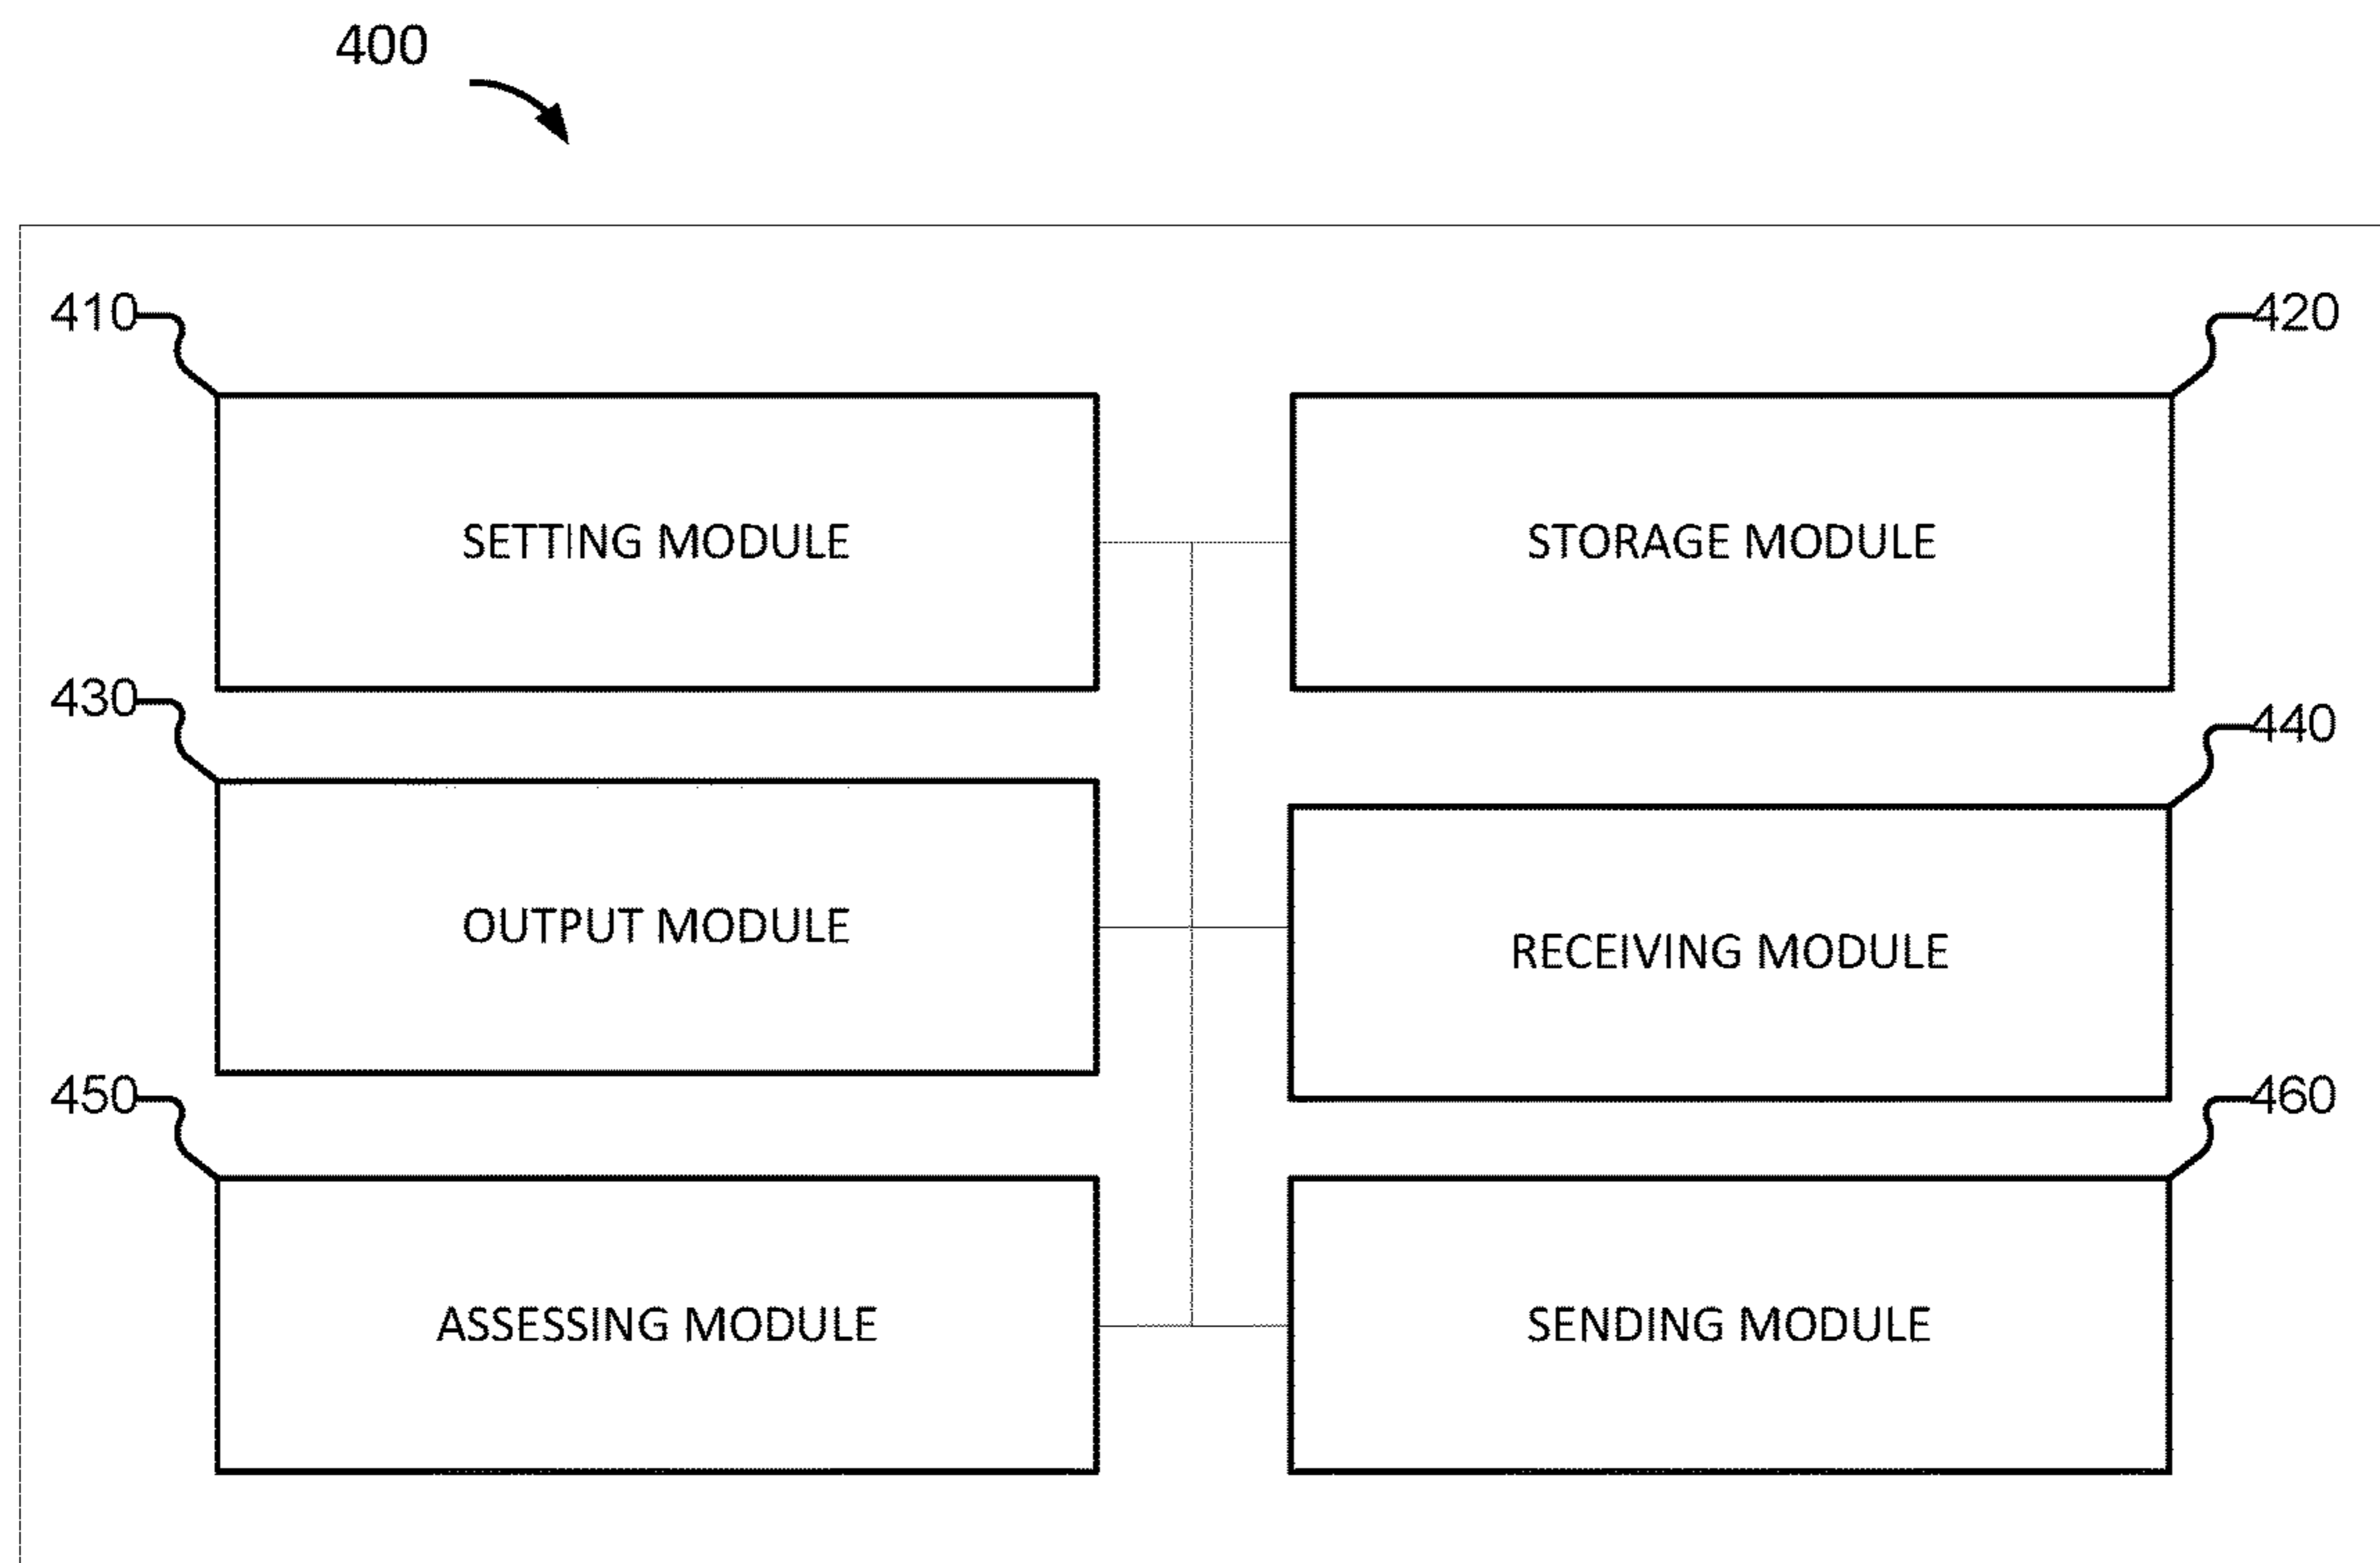 400
410
420
SETTING MODULE
STORAGE MODULE
430
440
OUTPUT MODULE
RECEIVING MODULE
450
460
ASSESSING MODULE
SENDING MODULE